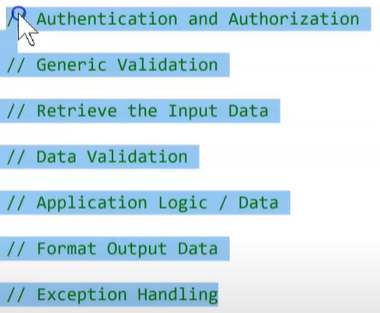 // Authentication and Authorization
// Generic Validation
// Retrieve the Input Data
// Data Validation
// Application Logic / Data
// Format Output Data
// Exception Handling